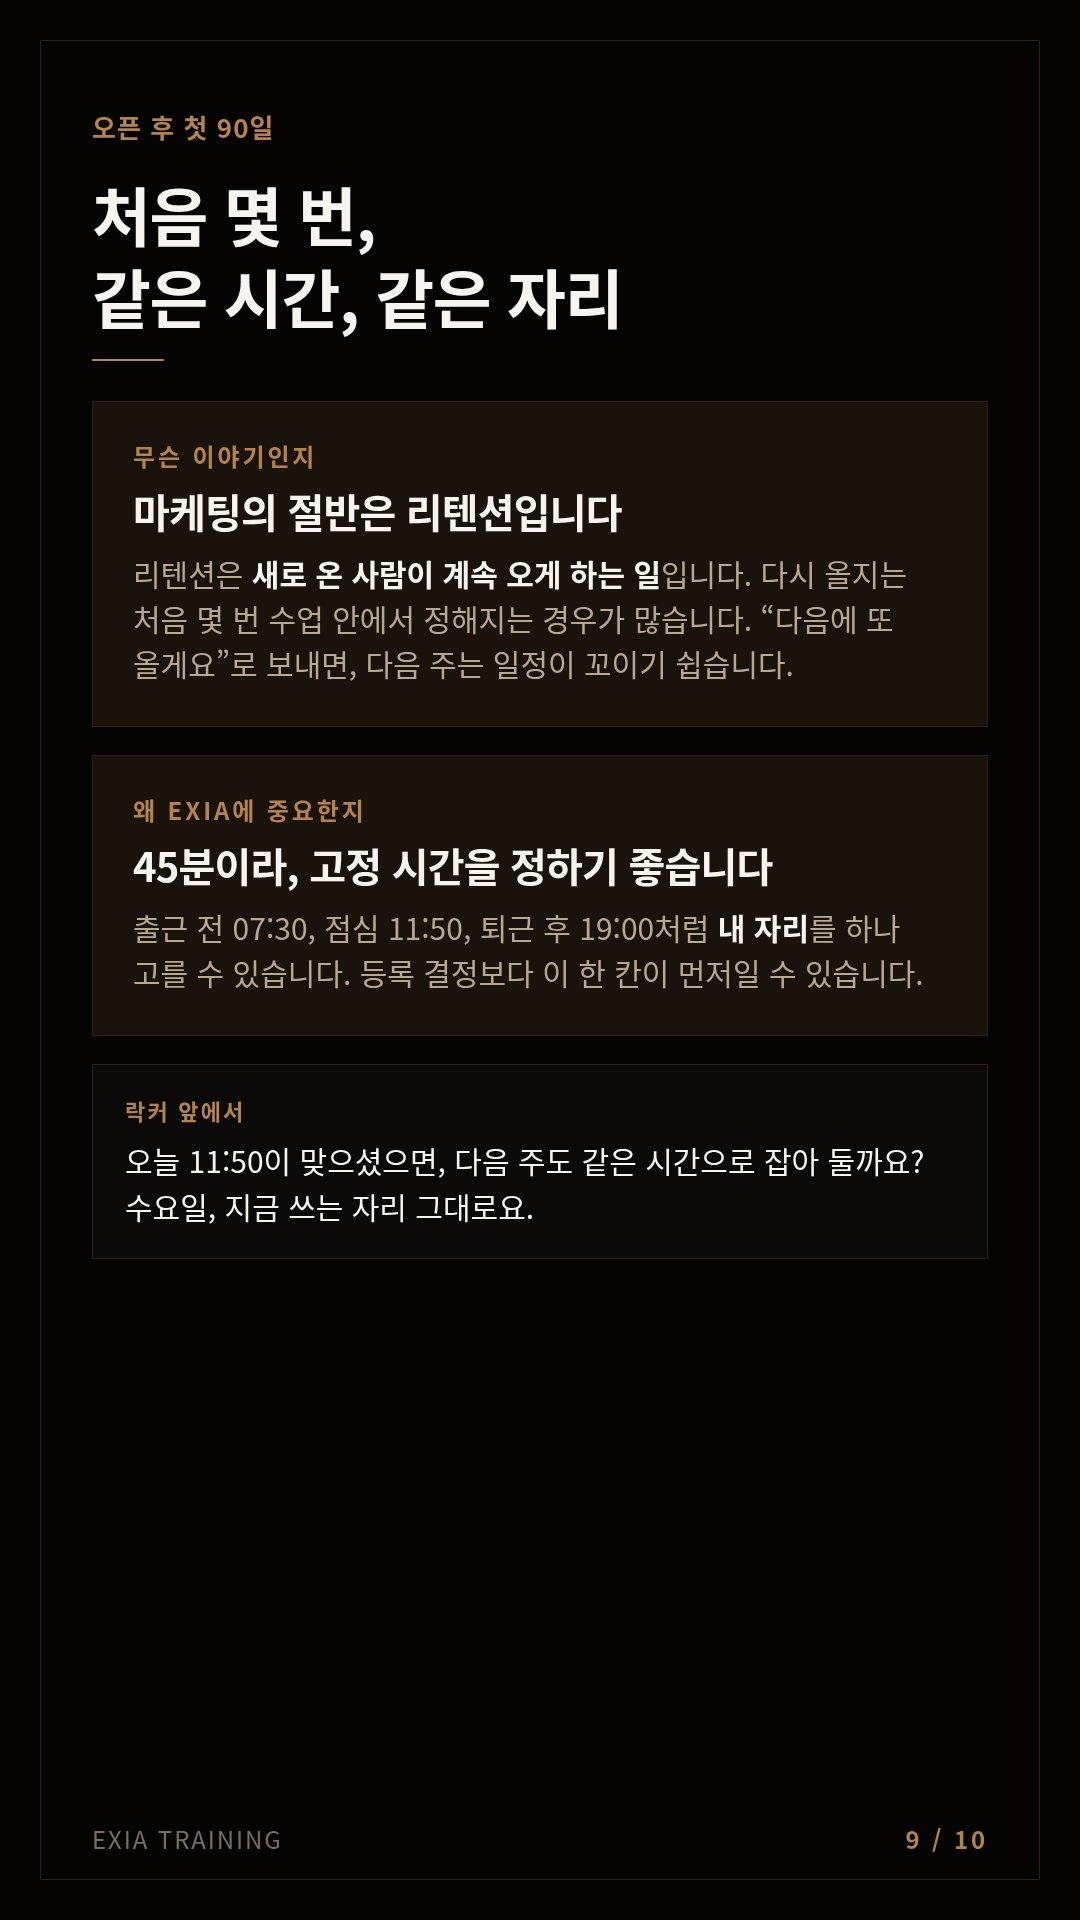 오픈 후 첫 90일
처음 몇 번,
같은 시간, 같은 자리
무슨 이야기인지
마케팅의 절반은 리텐션입니다
리텐션은 새로 온 사람이 계속 오게 하는 일입니다. 다시 올지는
처음 몇 번 수업 안에서 정해지는 경우가 많습니다. “다음에 또
올게요”로 보내면, 다음 주는 일정이 꼬이기 쉽습니다.
왜 EXIA에 중요한지
45분이라, 고정 시간을 정하기 좋습니다
출근 전 07:30, 점심 11:50, 퇴근 후 19:00처럼 내 자리를 하나
고를 수 있습니다. 등록 결정보다 이 한 칸이 먼저일 수 있습니다.
락커 앞에서
오늘 11:50이 맞으셨으면, 다음 주도 같은 시간으로 잡아 둘까요?
수요일, 지금 쓰는 자리 그대로요.
EXIA TRAINING
9 / 10